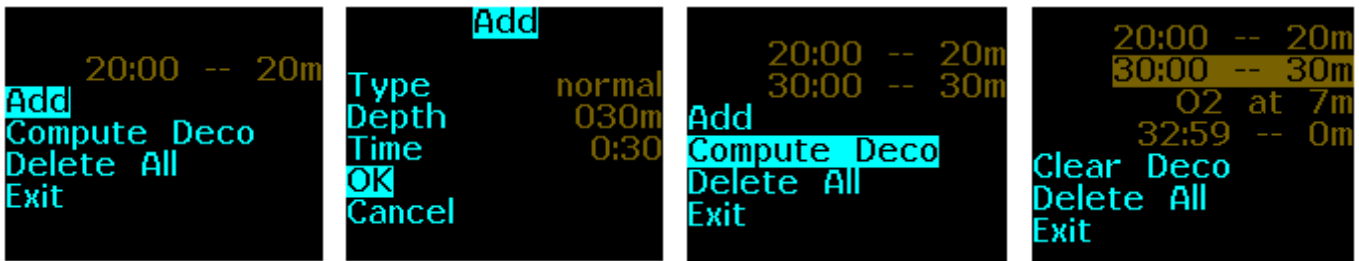 20:00 -- 20m
Add
Compute Deco
Delete All
Exit
Add
Type normal
Depth 030m
Time 0:30
OK
Cancel
20:00 -- 20m
30:00 -- 30m
Add
Compute Deco
Delete All
Exit
20:00 -- 20m
30:00 -- 30m
O2 at 7m
32:59 -- 0m
Clear Deco
Delete All
Exit